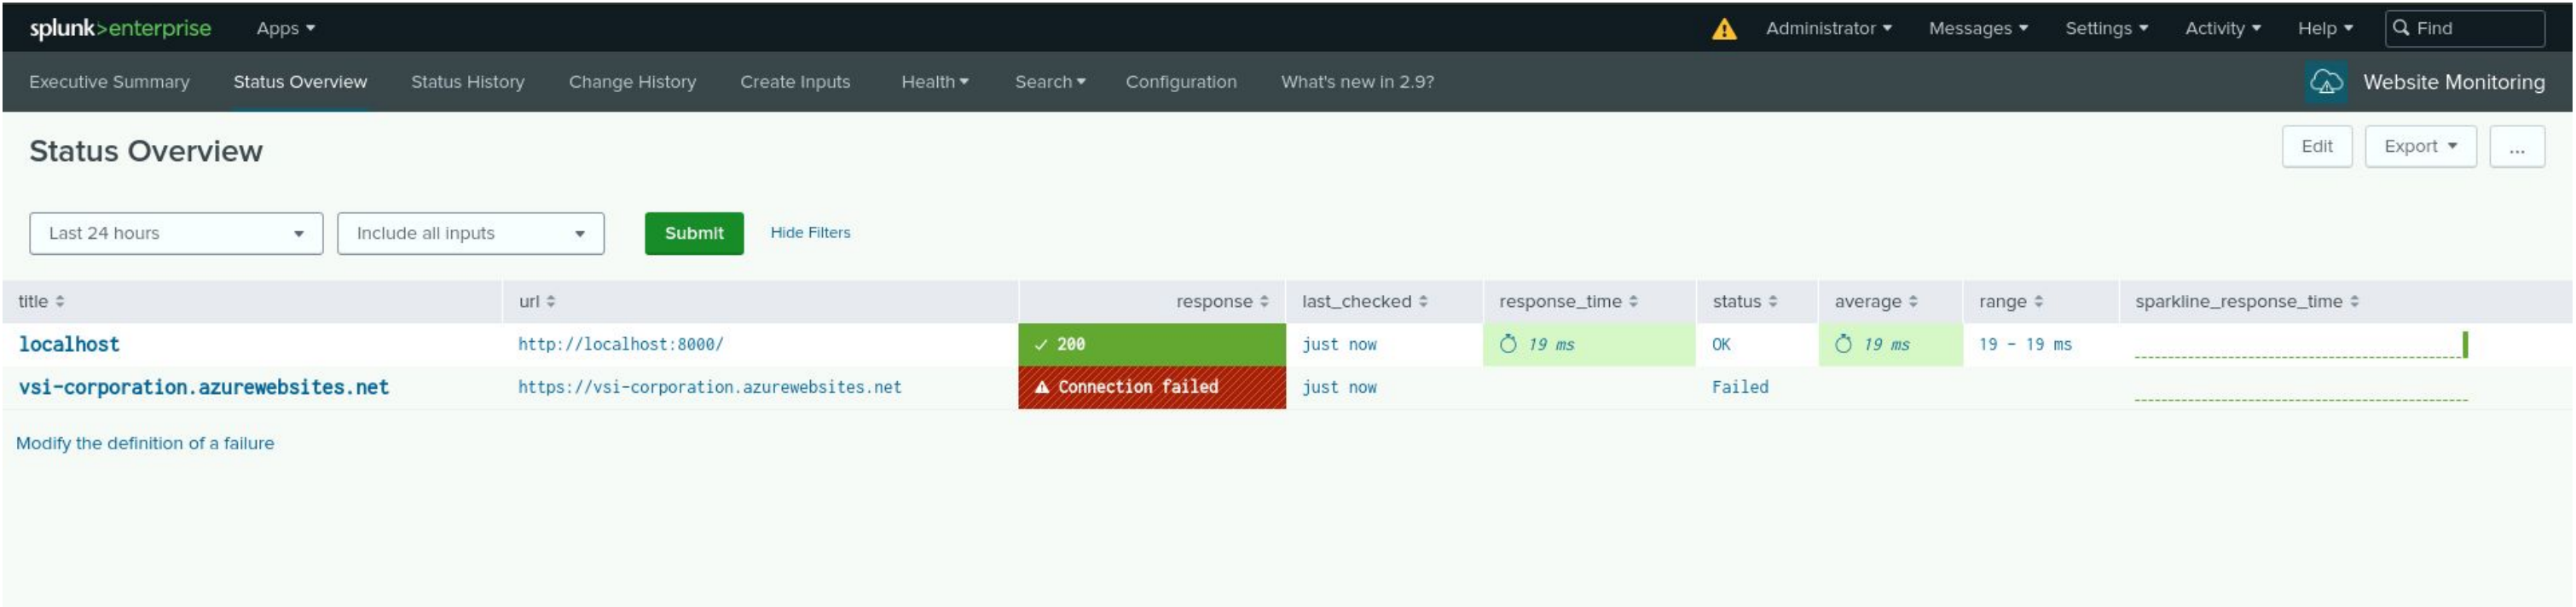 splunk>enterprise Apps Administrator Messages Settings Activity Help Find
Executive Summary Status Overview Status History Change History Create Inputs Health Search Configuration What's new in 2.9? Website Monitoring
Status Overview Edit Export ...
Last 24 hours Include all inputs Submit Hide Filters
title url response last_checked response_time status average range sparkline_response_time
localhost http://localhost:8000/ 200 just now 19 ms OK 19 ms 19 - 19 ms
vsi-corporation.azurewebsites.net https://vsi-corporation.azurewebsites.net Connection failed just now Failed
Modify the definition of a failure